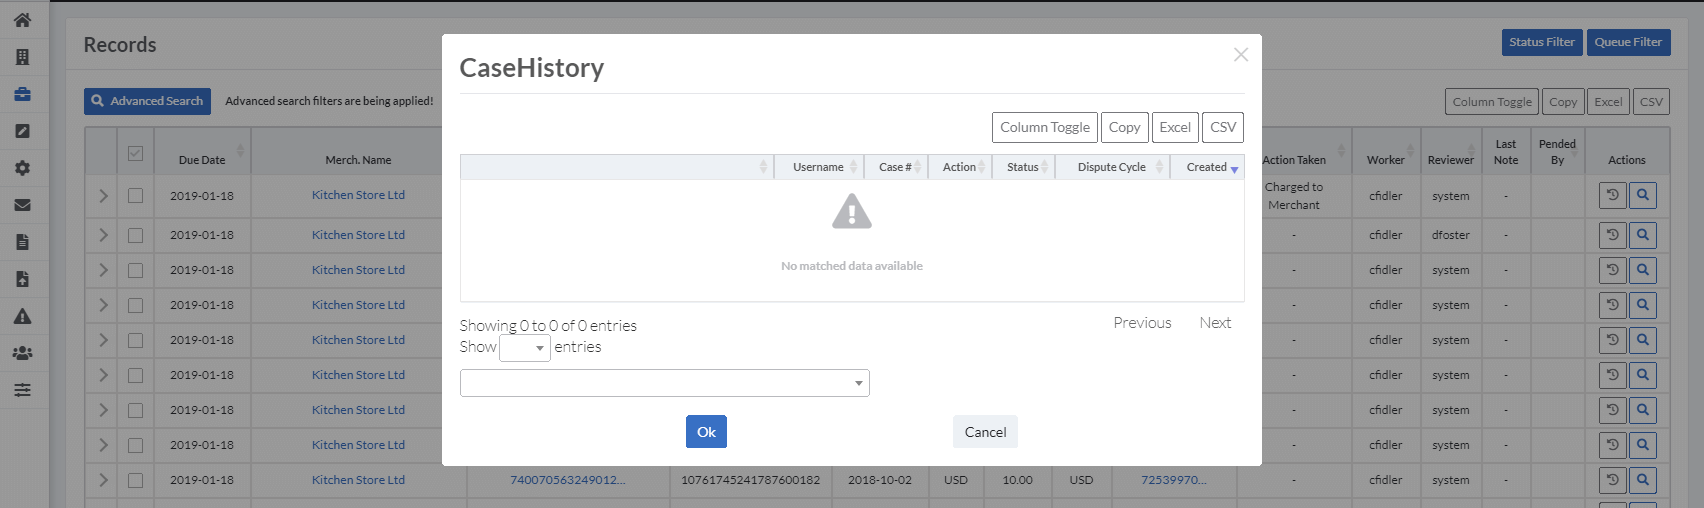 Records
Status Filter
Queue Filter
Advanced Search
Advanced search filters are being applied!
Column Toggle
Copy
Excel
CSV
Due Date
Merch. Name
Action Taken
Worker
Reviewer
Last
Note
Pended
By
Actions
2019-01-18
Kitchen Store Ltd
Charged to
Merchant
cfidler
system
-
2019-01-18
Kitchen Store Ltd
-
cfidler
dfoster
-
2019-01-18
Kitchen Store Ltd
-
cfidler
system
-
2019-01-18
Kitchen Store Ltd
-
cfidler
system
-
2019-01-18
Kitchen Store Ltd
-
cfidler
system
-
2019-01-18
Kitchen Store Ltd
-
cfidler
system
-
2019-01-18
Kitchen Store Ltd
-
cfidler
system
-
2019-01-18
Kitchen Store Ltd
-
cfidler
system
-
2019-01-18
Kitchen Store Ltd
740070563249012...
10761745241787600182
2018-10-02
USD
10.00
USD
72539970...
-
cfidler
system
-
CaseHistory
Column Toggle
Copy
Excel
CSV
Username
Case #
Action
Status
Dispute Cycle
Created
No matched data available
Showing 0 to 0 of 0 entries
Previous
Next
Show entries
Ok
Cancel